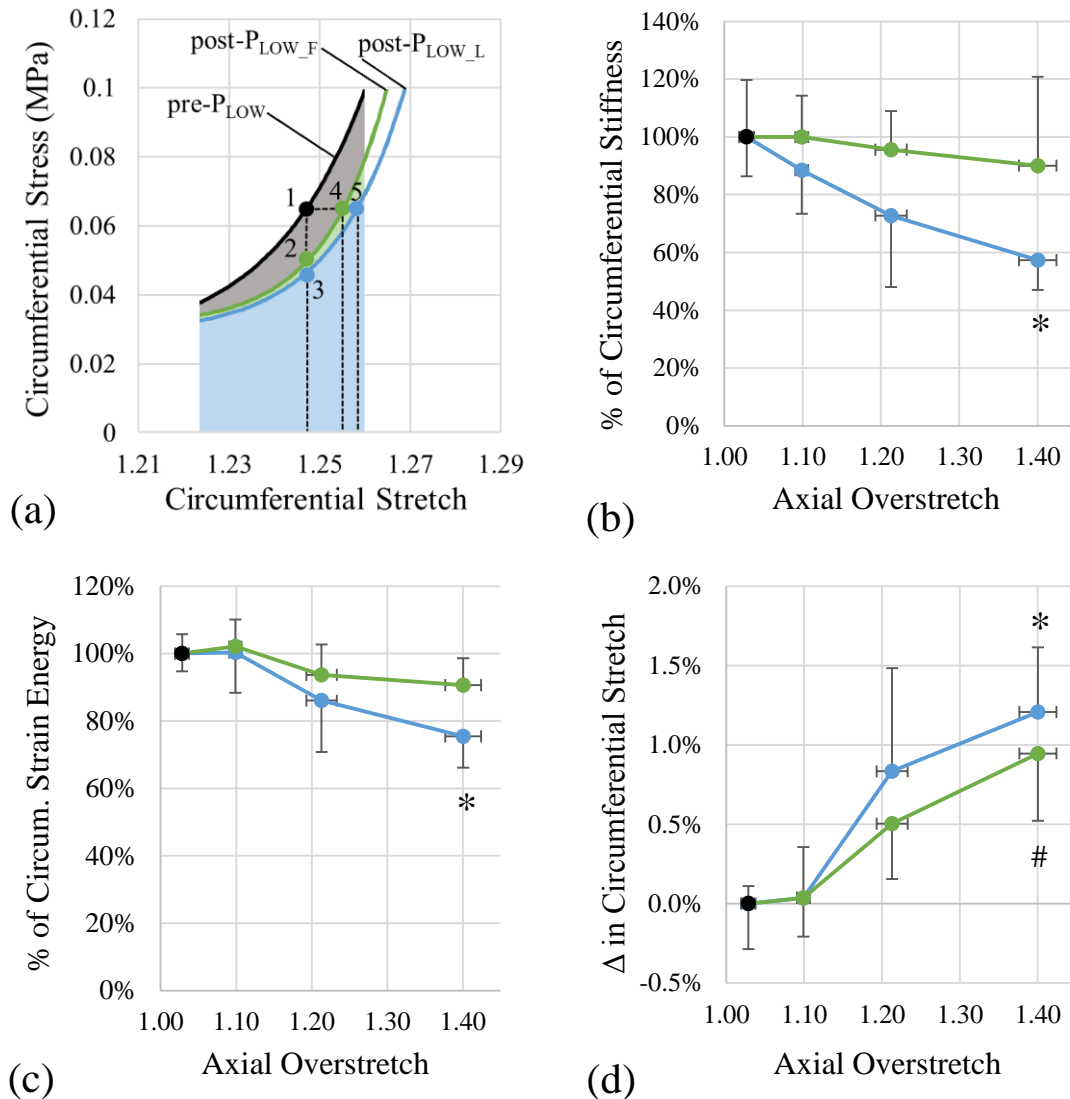 0.12
0.1
0.08
0.06
0.04
0.02
0
1.21 1.23 1.25 1.27 1.29
Circumferential Stress (MPa)
Circumferential Stretch
post-P_LOW_F
post-P_LOW_L
pre-P_LOW
1
2
3
4
5
(a)
140%
120%
100%
80%
60%
40%
20%
0%
1.00 1.10 1.20 1.30 1.40
% of Circumferential Stiffness
Axial Overstretch
*
(b)
120%
100%
80%
60%
40%
20%
0%
1.00 1.10 1.20 1.30 1.40
% of Circum. Strain Energy
Axial Overstretch
*
(c)
2.0%
1.5%
1.0%
0.5%
0.0%
-0.5%
1.00 1.10 1.20 1.30 1.40
Δ in Circumferential Stretch
Axial Overstretch
*
#
(d)